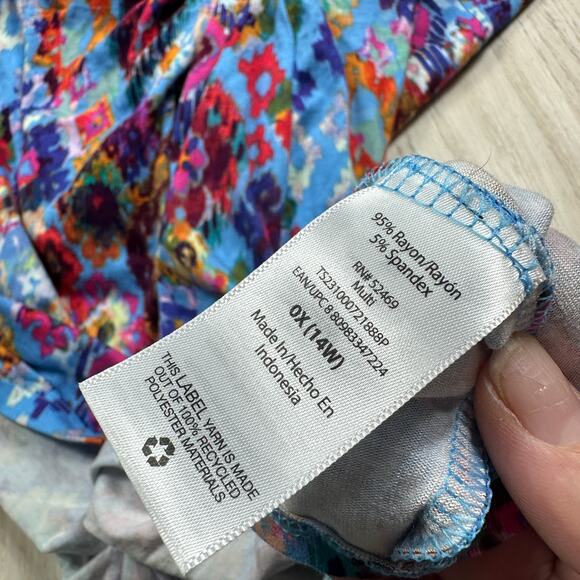 95% Rayon/Rayón
5% Spandex
RN# 52469
TS231000721888P
Multi
EAN/UPC 8 80983347224
0X (14W)
Made In/Hecho En
Indonesia
THIS LABEL YARN IS MADE
OUT OF 100% RECYCLED
POLYESTER MATERIALS